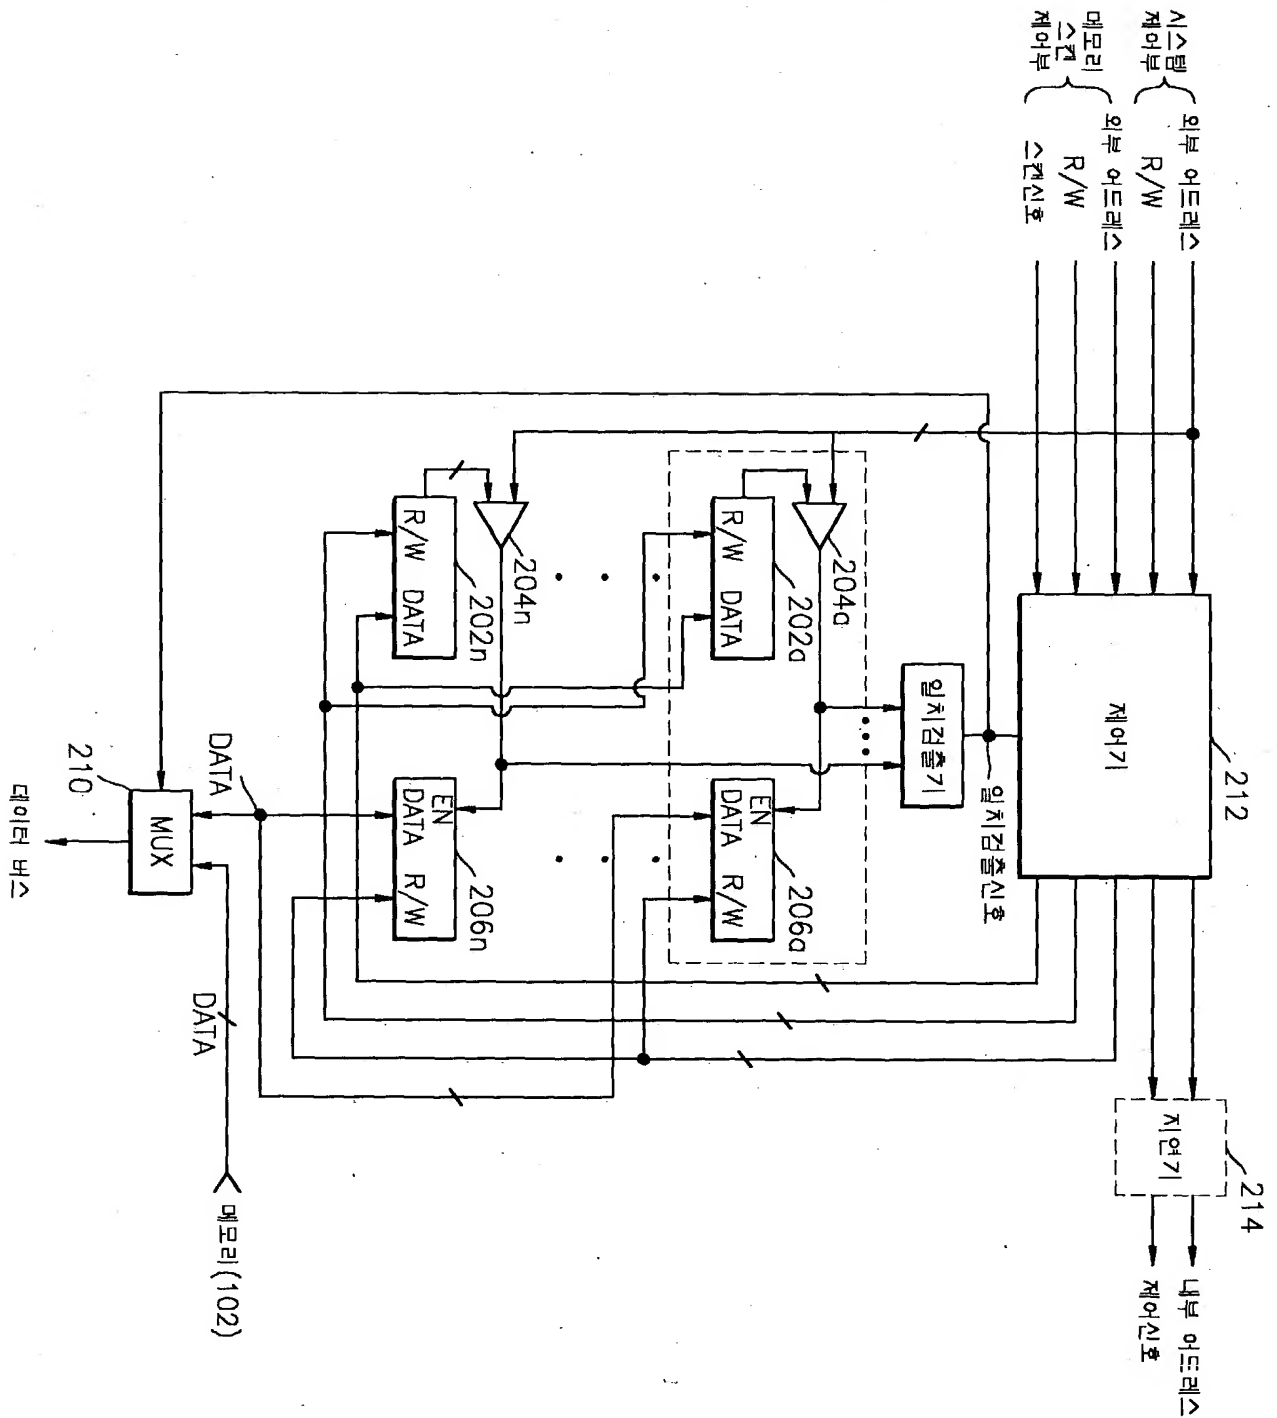 시스템
제어부
외부 어드레스
R/W
메모리
스캔
제어부
외부 어드레스
R/W
스캔신호
제어기
212
지연기
214
내부 어드레스
제어신호
일치검출기
일치검출신호
204a
R/W DATA
202a
EN
DATA R/W
206a
204n
R/W DATA
202n
EN
DATA R/W
206n
DATA
210
MUX
데이터 버스
DATA
메모리(102)